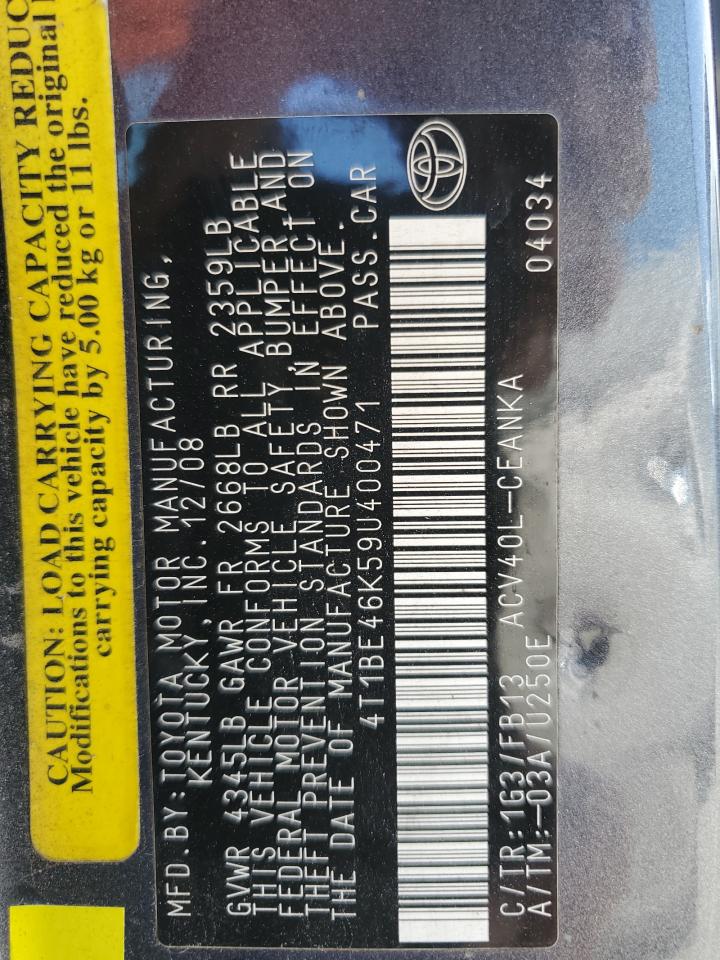 CAUTION: LOAD CARRYING CAPACITY REDUC
Modifications to this vehicle have reduced the original
carrying capacity by 5.00 kg or 11 lbs.
MFD.BY:TOYOTA MOTOR MANUFACTURING,
KENTUCKY, INC. 12/08
GVWR 4345LB GAWR FR 2668LB RR 2359LB
THIS VEHICLE CONFORMS TO ALL APPLICABLE
FEDERAL MOTOR VEHICLE SAFETY, BUMPER AND
THEFT PREVENTION STANDARDS IN EFFECT ON
THE DATE OF MANUFACTURE SHOWN ABOVE.
4T1BE46K59U400471 PASS.CAR
C/TR:1G3/FB13 ACV40L-CEANKA
A/TM:-03A/U250E 04034